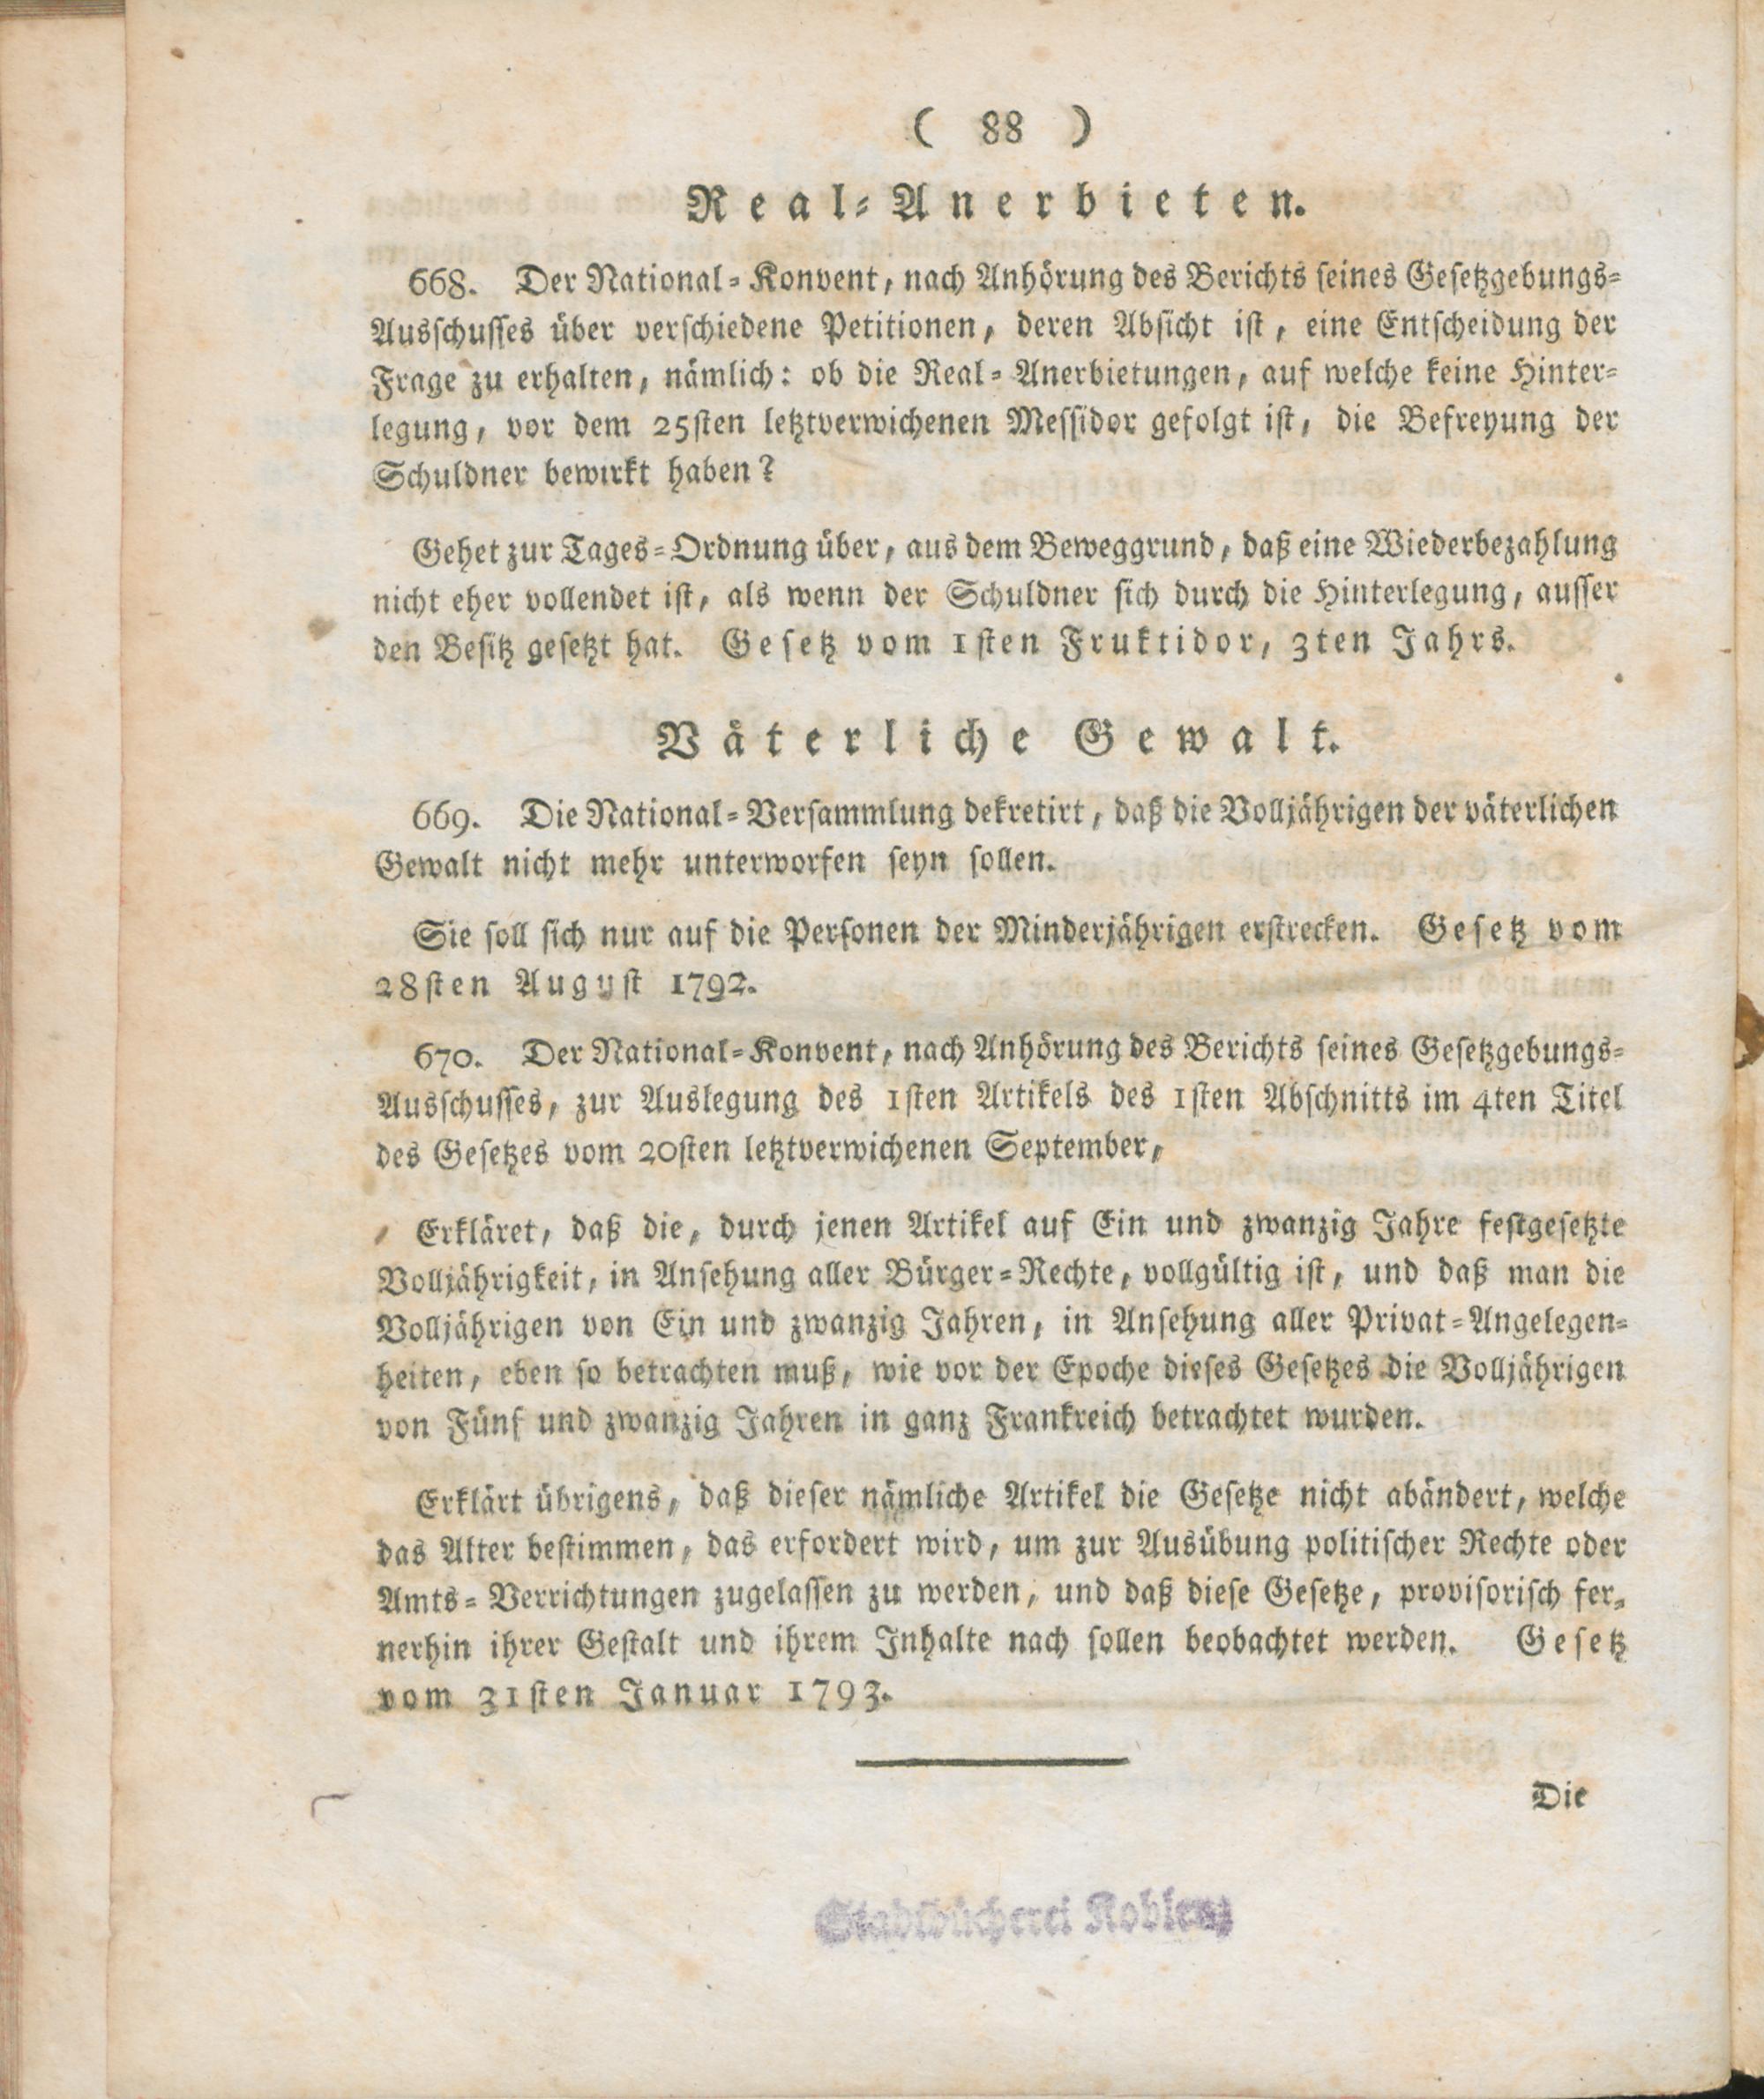 ( 88 )
Real-Anerbieten.
668. Der National-Konvent, nach Anhörung des Berichts seines Gesetzgebungs-
Ausschusses über verschiedene Petitionen, deren Absicht ist, eine Entscheidung der
Frage zu erhalten, nämlich: ob die Real-Anerbietungen, auf welche keine Hinter-
legung, vor dem 25sten letztverwichenen Messidor gefolgt ist, die Befreyung der
Schuldner bewirkt haben?
Gehet zur Tages-Ordnung über, aus dem Beweggrund, daß eine Wiederbezahlung
nicht eher vollendet ist, als wenn der Schuldner sich durch die Hinterlegung, ausser
den Besitz gesetzt hat. Gesetz vom 1sten Fruktidor, 3ten Jahrs.
Väterliche Gewalt.
669. Die National-Versammlung dekretirt, daß die Volljährigen der väterlichen
Gewalt nicht mehr unterworfen seyn sollen.
Sie soll sich nur auf die Personen der Minderjährigen erstrecken. Gesetz vom
28sten August 1792.
670. Der National-Konvent, nach Anhörung des Berichts seines Gesetzgebungs-
Ausschusses, zur Auslegung des 1sten Artikels des 1sten Abschnitts im 4ten Titel
des Gesetzes vom 20sten letztverwichenen September,
Erkläret, daß die, durch jenen Artikel auf Ein und zwanzig Jahre festgesetzte
Volljährigkeit, in Ansehung aller Bürger-Rechte, vollgültig ist, und daß man die
Volljährigen von Ein und zwanzig Jahren, in Ansehung aller Privat-Angelegen-
heiten, eben so betrachten muß, wie vor der Epoche dieses Gesetzes die Volljährigen
von Fünf und zwanzig Jahren in ganz Frankreich betrachtet wurden.
Erklärt übrigens, daß dieser nämliche Artikel die Gesetze nicht abändert, welche
das Alter bestimmen, das erfordert wird, um zur Ausübung politischer Rechte oder
Amts-Verrichtungen zugelassen zu werden, und daß diese Gesetze, provisorisch fer-
nerhin ihrer Gestalt und ihrem Inhalte nach sollen beobachtet werden. Gesetz
vom 31sten Januar 1793.
Die
Stadtbücherei Koblenz